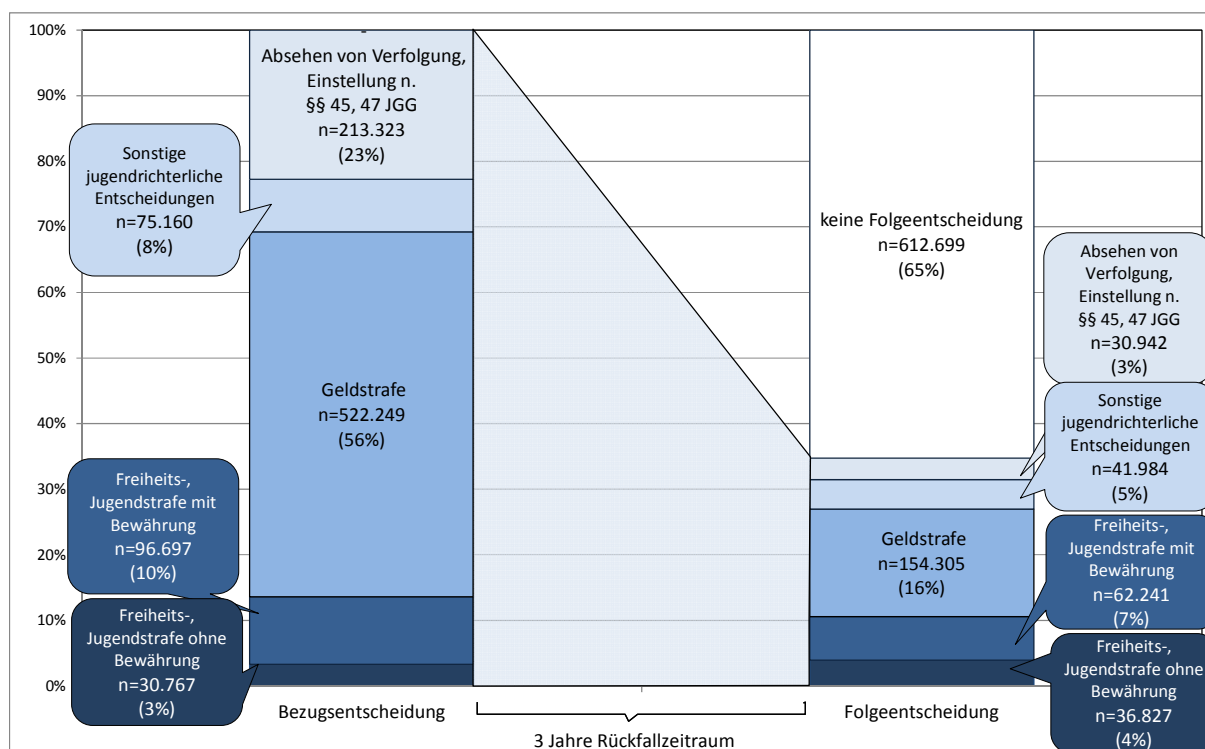 100%
90%
80%
70%
60%
50%
40%
30%
20%
10%
0%
Absehen von Verfolgung,
Einstellung n.
§§ 45, 47 JGG
n=213.323
(23%)
Sonstige
jugendrichterliche
Entscheidungen
n=75.160
(8%)
Geldstrafe
n=522.249
(56%)
Freiheits-,
Jugendstrafe mit
Bewährung
n=96.697
(10%)
Freiheits-,
Jugendstrafe ohne
Bewährung
n=30.767
(3%)
keine Folgeentscheidung
n=612.699
(65%)
Absehen von
Verfolgung,
Einstellung n.
§§ 45, 47 JGG
n=30.942
(3%)
Sonstige
jugendrichterliche
Entscheidungen
n=41.984
(5%)
Geldstrafe
n=154.305
(16%)
Freiheits-,
Jugendstrafe mit
Bewährung
n=62.241
(7%)
Freiheits-,
Jugendstrafe ohne
Bewährung
n=36.827
(4%)
Bezugsentscheidung
Folgeentscheidung
3 Jahre Rückfallzeitraum